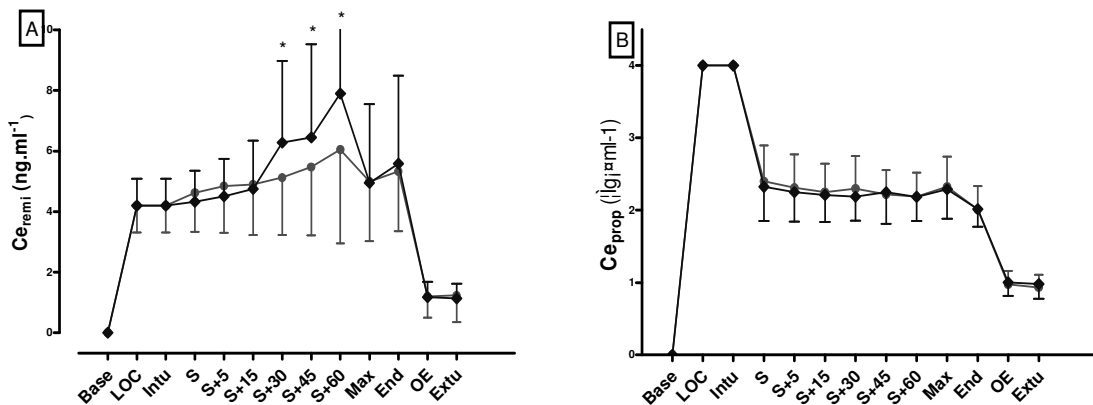 A
Ce_remi (ng.ml⁻¹)
10
8
6
4
2
0
* * *
Base LOC Intu S S+5 S+15 S+30 S+45 S+60 Max End OE Extu
B
4
3
2
1
0
Base LOC Intu S S+5 S+15 S+30 S+45 S+60 Max End OE Extu